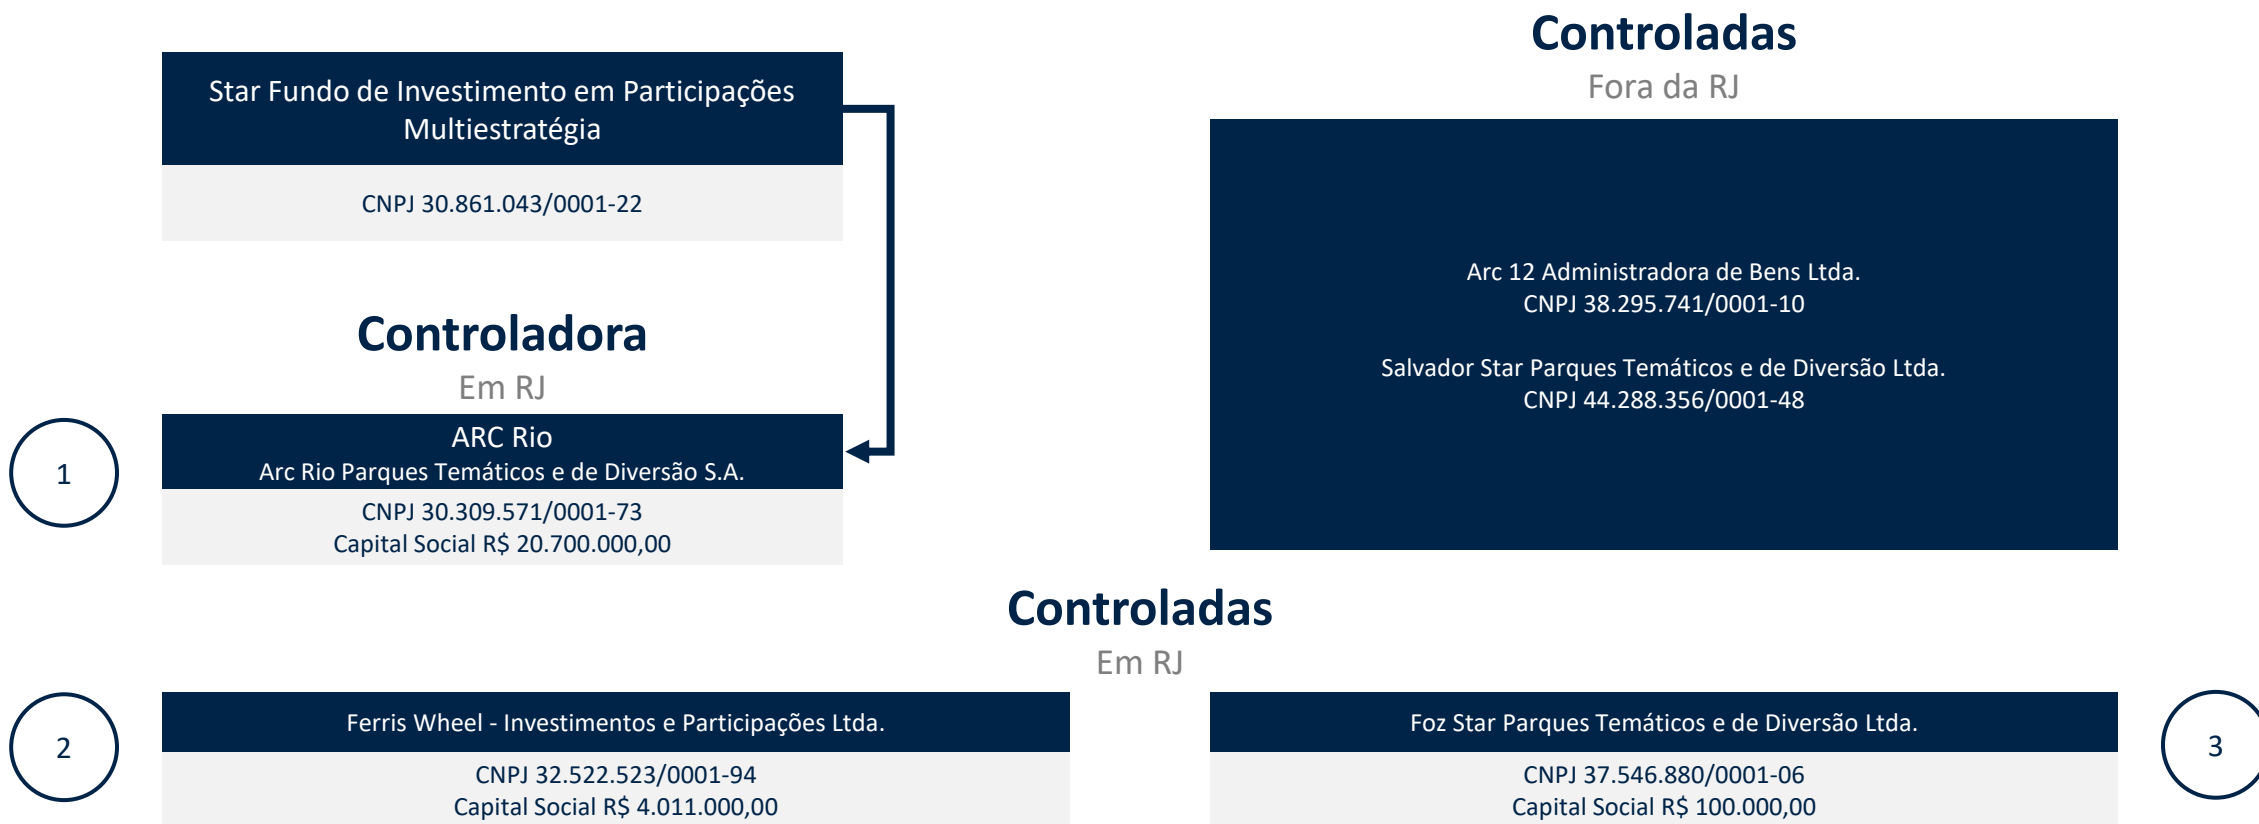 Star Fundo de Investimento em Participações
Multiestratégia
CNPJ 30.861.043/0001-22
Controladora
Em RJ
1
ARC Rio
Arc Rio Parques Temáticos e de Diversão S.A.
CNPJ 30.309.571/0001-73
Capital Social R$ 20.700.000,00
Controladas
Fora da RJ
Arc 12 Administradora de Bens Ltda.
CNPJ 38.295.741/0001-10
Salvador Star Parques Temáticos e de Diversão Ltda.
CNPJ 44.288.356/0001-48
Controladas
Em RJ
2
Ferris Wheel - Investimentos e Participações Ltda.
CNPJ 32.522.523/0001-94
Capital Social R$ 4.011.000,00
Foz Star Parques Temáticos e de Diversão Ltda.
CNPJ 37.546.880/0001-06
Capital Social R$ 100.000,00
3